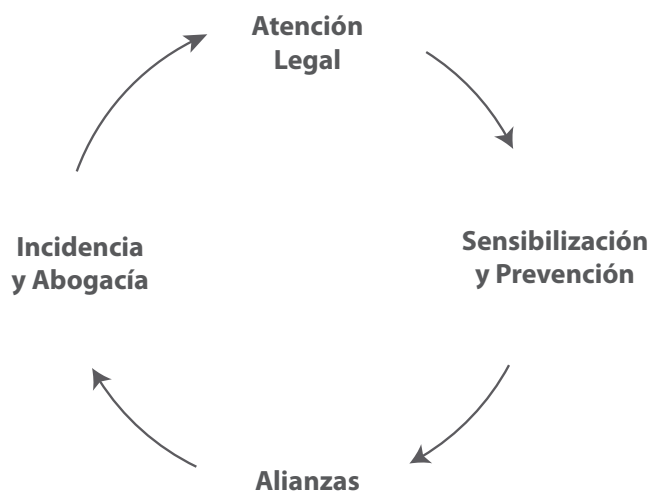 Atención
Legal
Incidencia
y Abogacía
Sensibilización
y Prevención
Alianzas